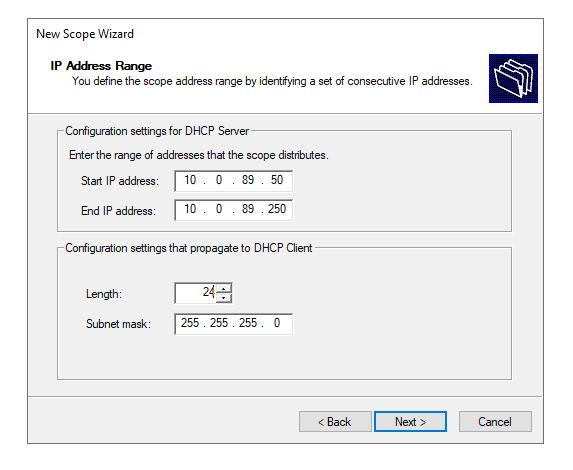 New Scope Wizard
IP Address Range
You define the scope address range by identifying a set of consecutive IP addresses.
Configuration settings for DHCP Server
Enter the range of addresses that the scope distributes.
Start IP address: 10 . 0 . 89 . 50
End IP address: 10 . 0 . 89 . 250
Configuration settings that propagate to DHCP Client
Length: 24
Subnet mask: 255 . 255 . 255 . 0
< Back Next > Cancel